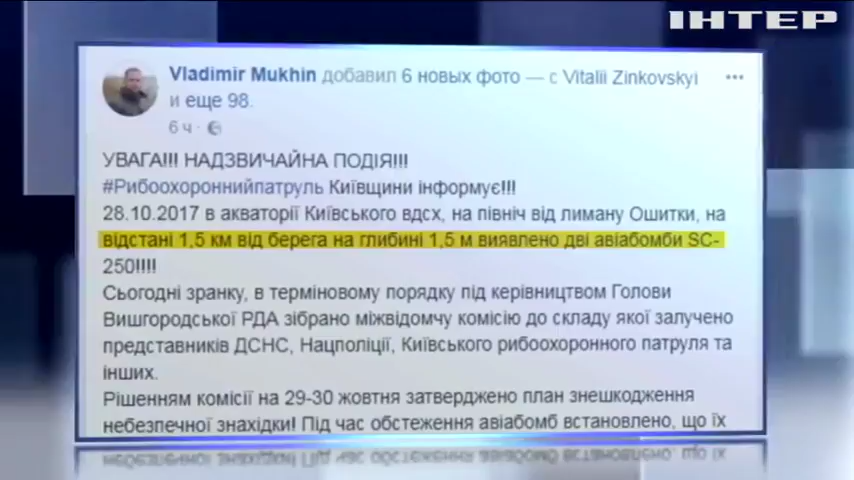 ІНТЕР
Vladimir Mukhin добавил 6 новых фото — с Vitalii Zinkovskyi
и еще 98.
6 ч ·
УВАГА!!! НАДЗВИЧАЙНА ПОДІЯ!!!
#Рибоохороннийпатруль Київщини інформує!!!
28.10.2017 в акваторії Київського вдсх, на північ від лиману Ошитки, на
відстані 1,5 км від берега на глибині 1,5 м виявлено дві авіабомби SC-
250!!!!
Сьогодні зранку, в терміновому порядку під керівництвом Голови
Вишгородської РДА зібрано міжвідомчу комісію до складу якої залучено
представників ДСНС, Нацполіції, Київського рибоохоронного патруля та
інших.
Рішенням комісії на 29-30 жовтня затверджено план знешкодження
небезпечної знахідки! Під час обстеження авіабомб встановлено, що їх